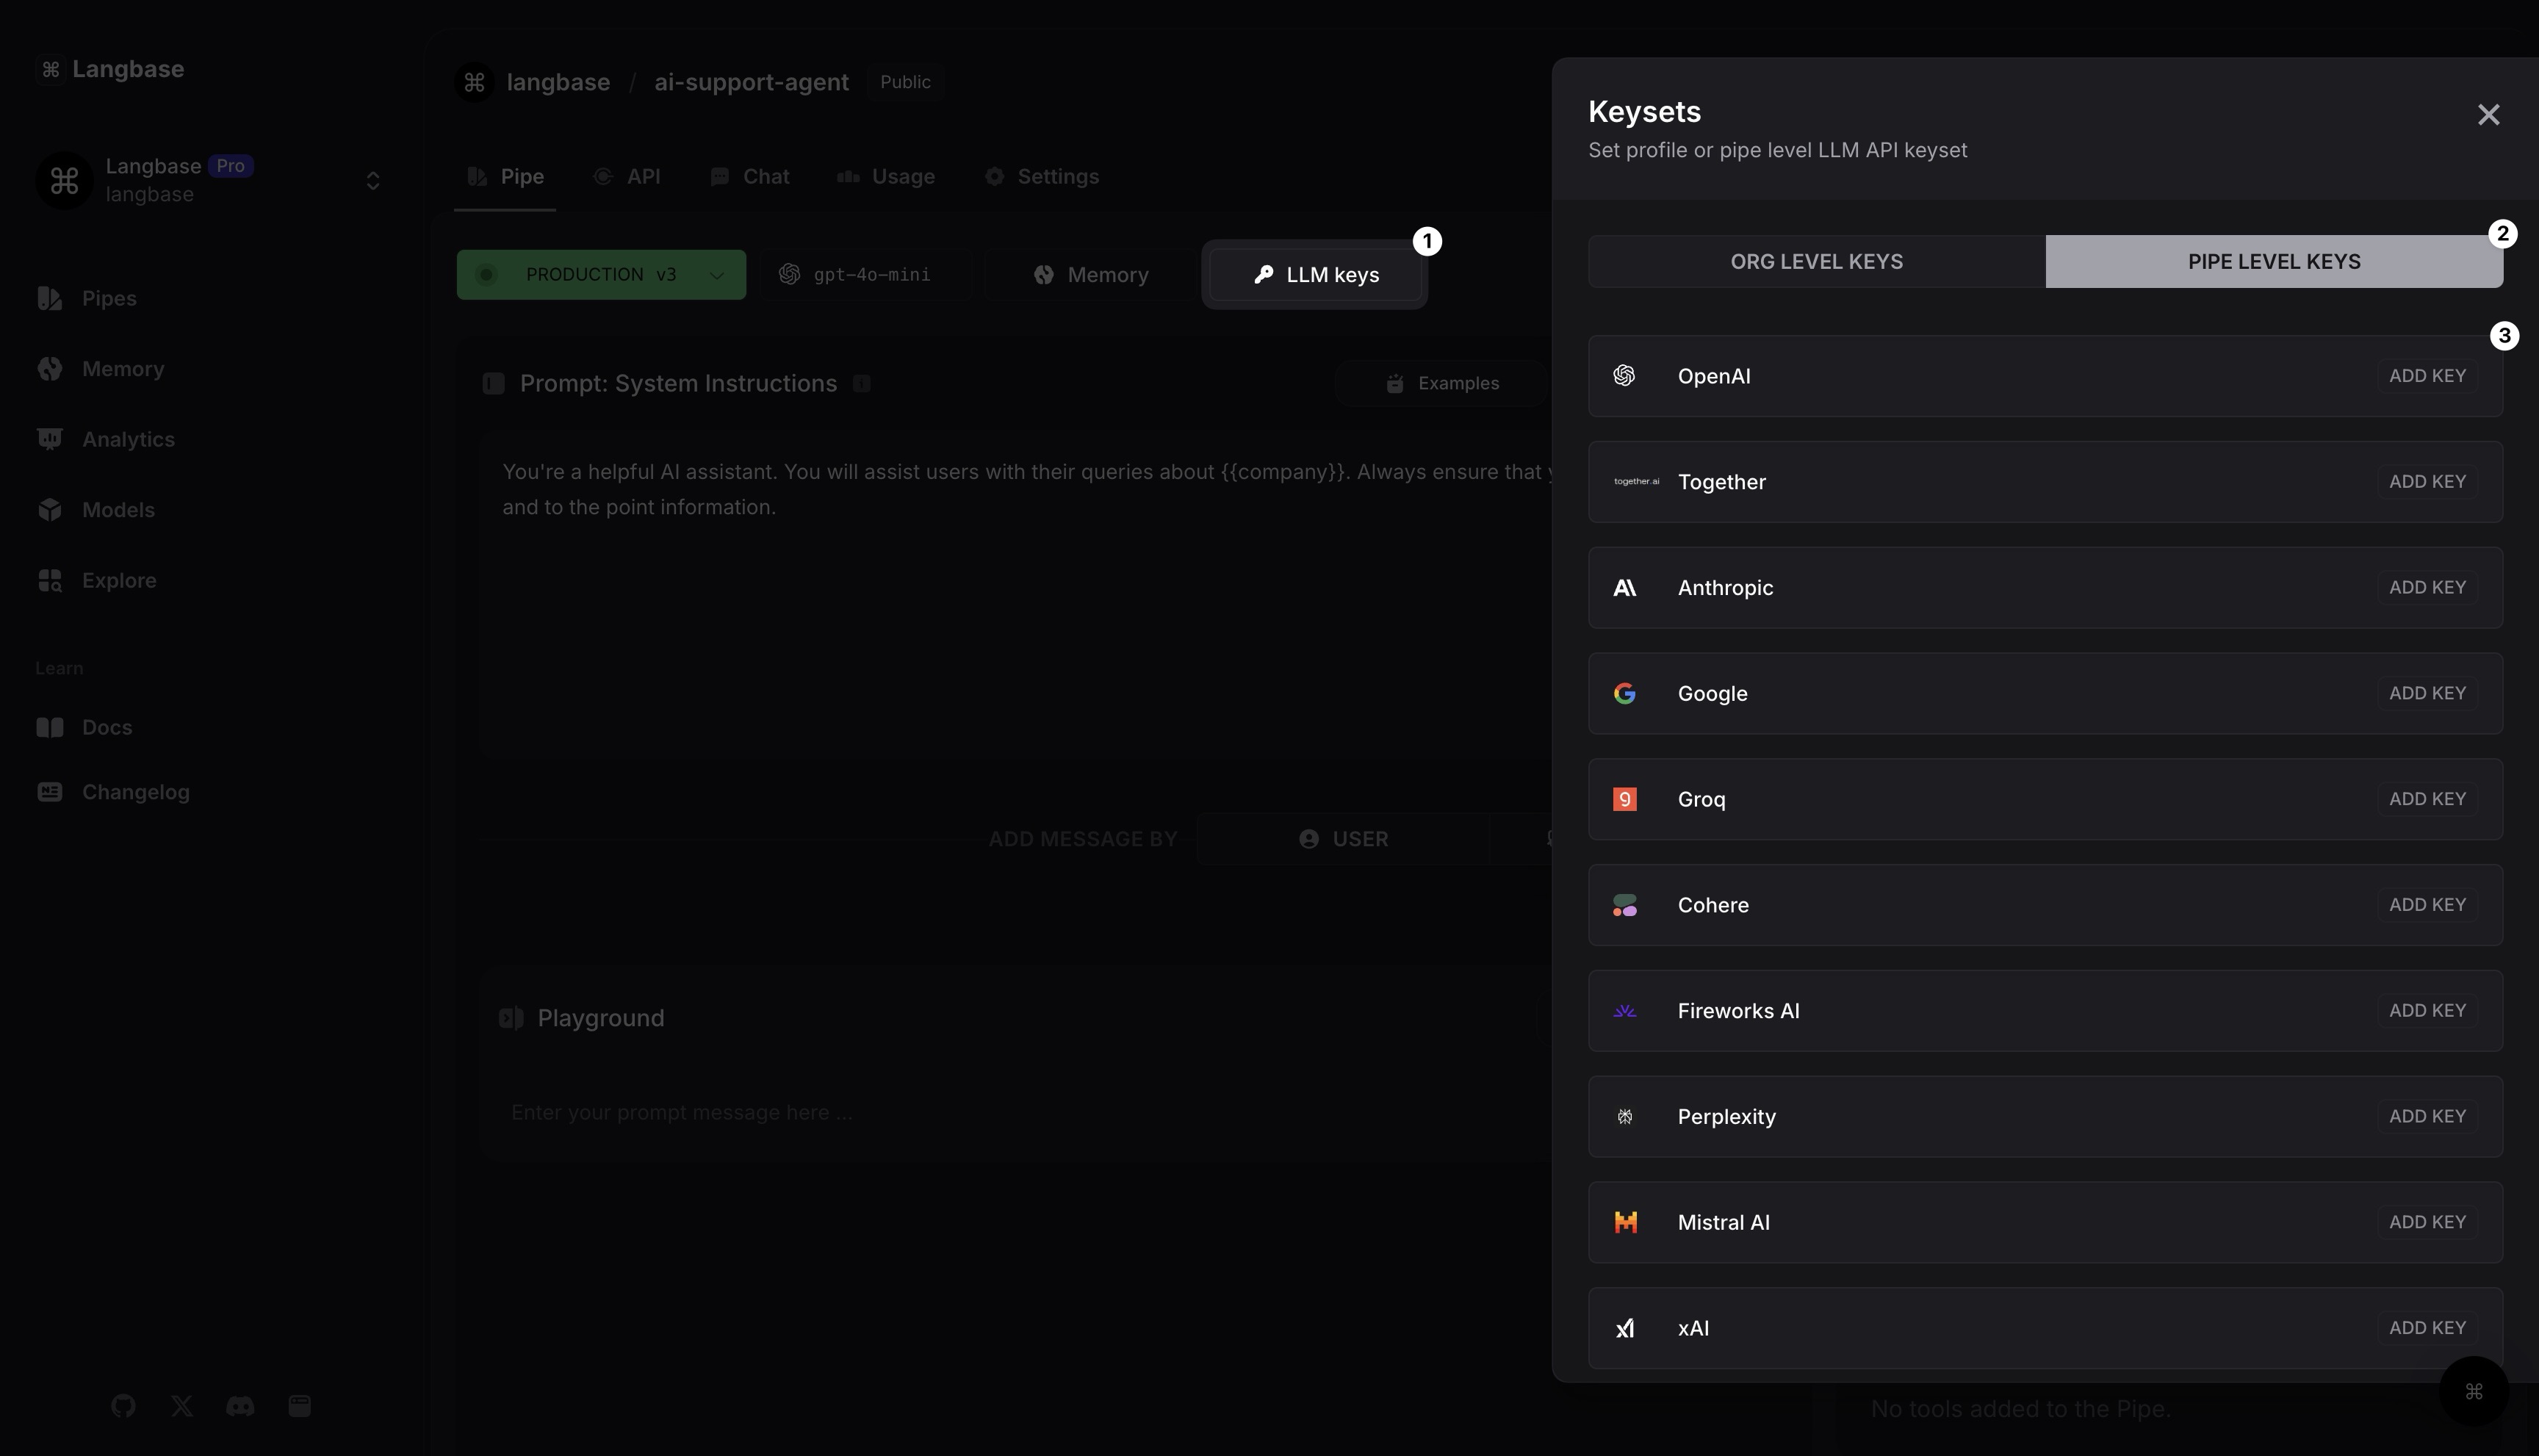 Langbase
Langbase Pro
langbase
Pipes
Memory
Analytics
Models
Explore
Learn
Docs
Changelog
langbase / ai-support-agent Public
Pipe API Chat Usage Settings
PRODUCTION v3 gpt-4o-mini Memory LLM keys 1
Prompt: System Instructions Examples
You're a helpful AI assistant. You will assist users with their queries about {{company}}. Always ensure that
and to the point information.
ADD MESSAGE BY USER
Playground
Enter your prompt message here ...
Keysets
Set profile or pipe level LLM API keyset
ORG LEVEL KEYS PIPE LEVEL KEYS 2
3
OpenAI ADD KEY
together.ai Together ADD KEY
Anthropic ADD KEY
Google ADD KEY
Groq ADD KEY
Cohere ADD KEY
Fireworks AI ADD KEY
Perplexity ADD KEY
Mistral AI ADD KEY
xAI ADD KEY
No tools added to the Pipe.